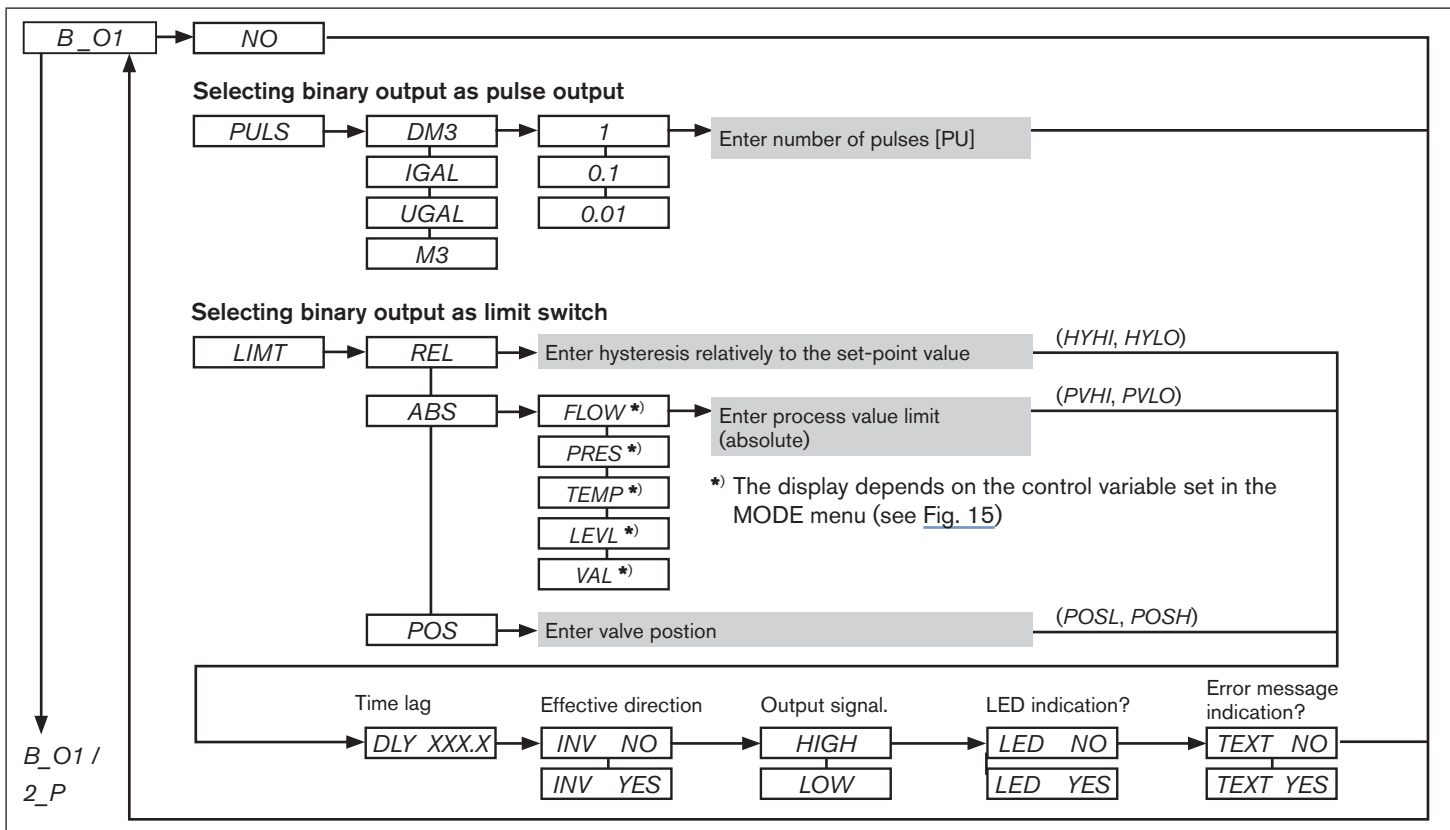 B_O1 NO
Selecting binary output as pulse output
PULS DM3 1 Enter number of pulses [PU]
IGAL 0.1
UGAL 0.01
M3
Selecting binary output as limit switch
LIMT REL Enter hysteresis relatively to the set-point value (HYHI, HYLO)
ABS FLOW *) Enter process value limit (PVHI, PVLO)
(absolute)
PRES *)
TEMP *) *) The display depends on the control variable set in the
MODE menu (see Fig. 15)
LEVL *)
VAL *)
POS Enter valve postion (POSL, POSH)
Time lag Effective direction Output signal. LED indication? Error message
indication?
DLY XXX.X INV NO HIGH LED NO TEXT NO
INV YES LOW LED YES TEXT YES
B_O1 /
2_P